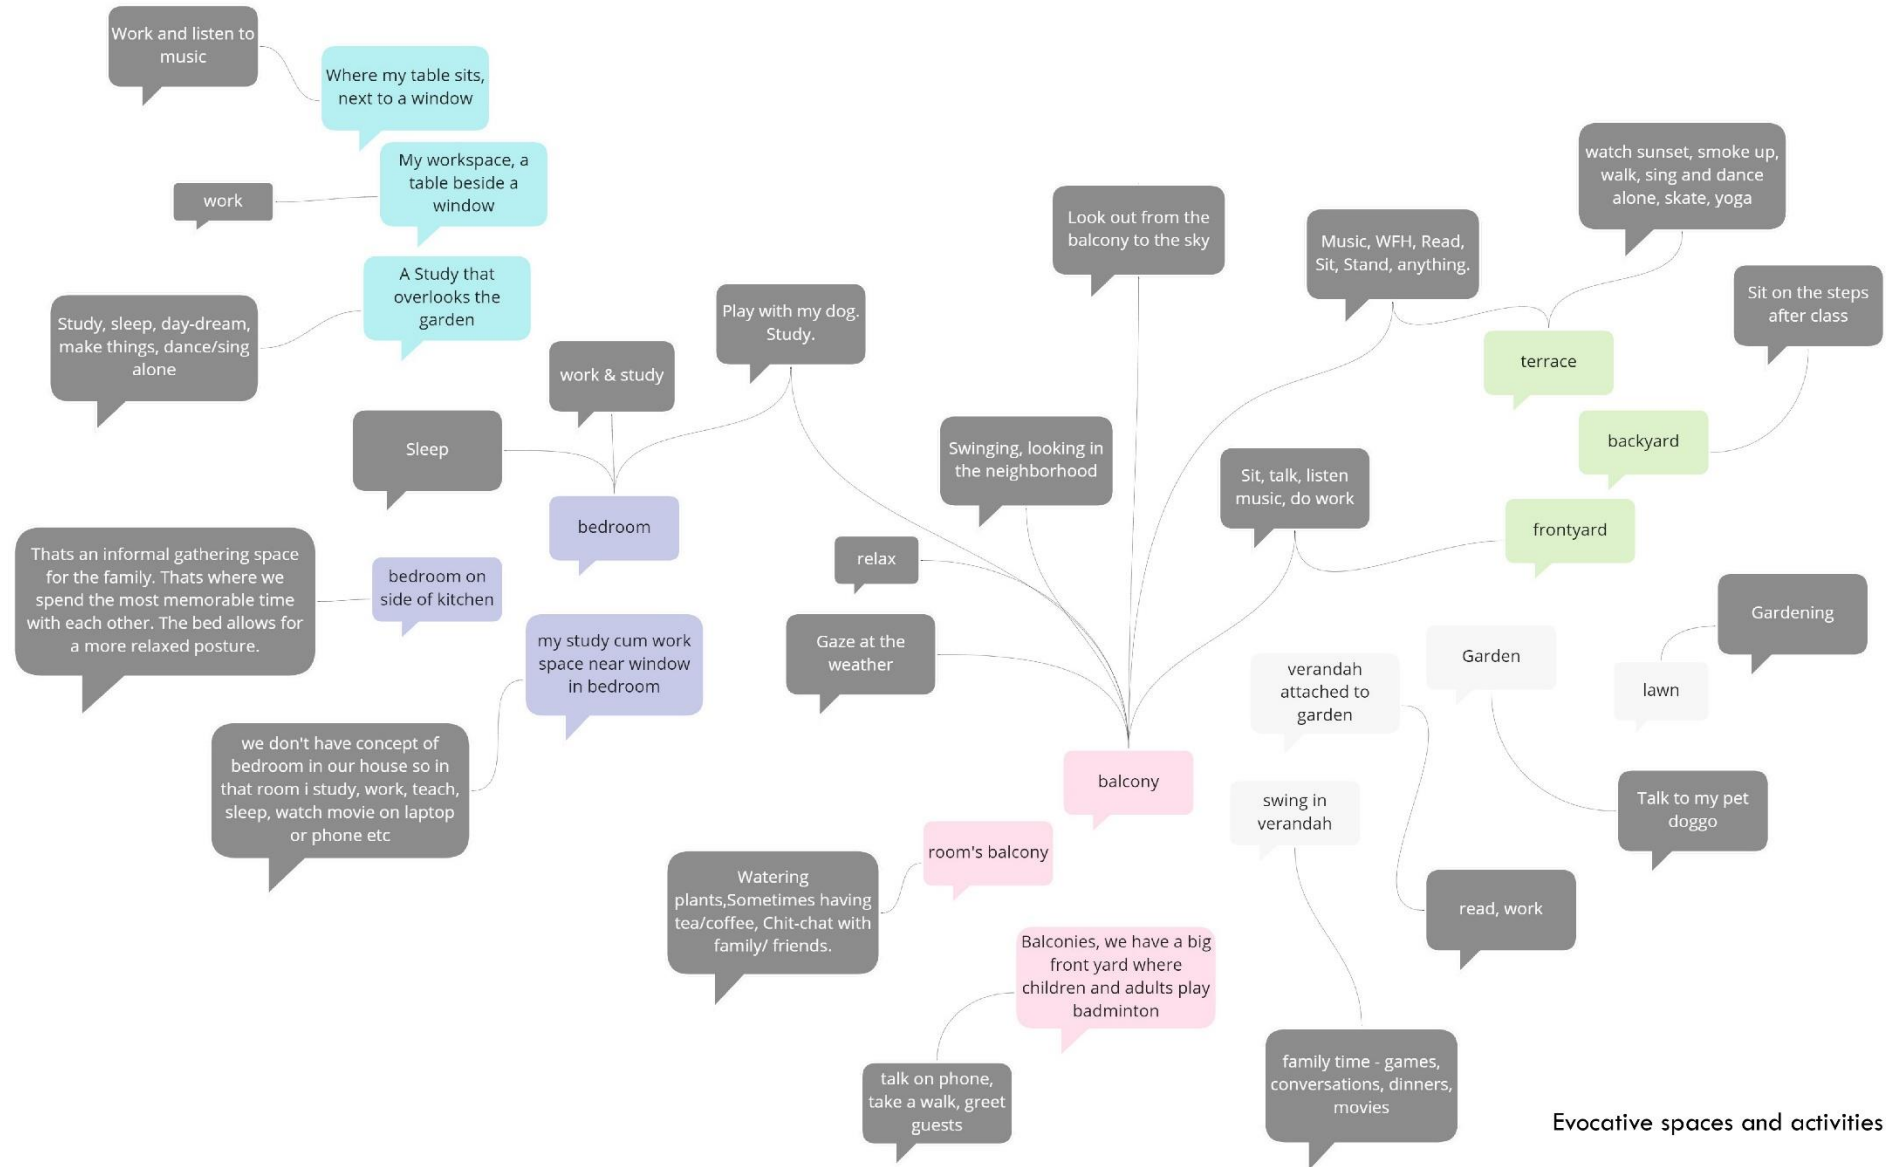 Work and listen to
music
Where my table sits,
next to a window
My workspace, a
table beside a
window
work
A Study that
overlooks the
garden
Study, sleep, day-dream,
make things, dance/sing
alone
work & study
Play with my dog.
Study.
Sleep
bedroom
Thats an informal gathering space
for the family. Thats where we
spend the most memorable time
with each other. The bed allows for
a more relaxed posture.
bedroom on
side of kitchen
my study cum work
space near window
in bedroom
we don't have concept of
bedroom in our house so in
that room i study, work, teach,
sleep, watch movie on laptop
or phone etc
Look out from the
balcony to the sky
Swinging, looking in
the neighborhood
relax
Gaze at the
weather
Music, WFH, Read,
Sit, Stand, anything.
watch sunset, smoke up,
walk, sing and dance
alone, skate, yoga
Sit on the steps
after class
terrace
backyard
Sit, talk, listen
music, do work
frontyard
balcony
room's balcony
Watering
plants,Sometimes having
tea/coffee, Chit-chat with
family/ friends.
Balconies, we have a big
front yard where
children and adults play
badminton
talk on phone,
take a walk, greet
guests
verandah
attached to
garden
Garden
lawn
Gardening
swing in
verandah
Talk to my pet
doggo
read, work
family time - games,
conversations, dinners,
movies
Evocative spaces and activities